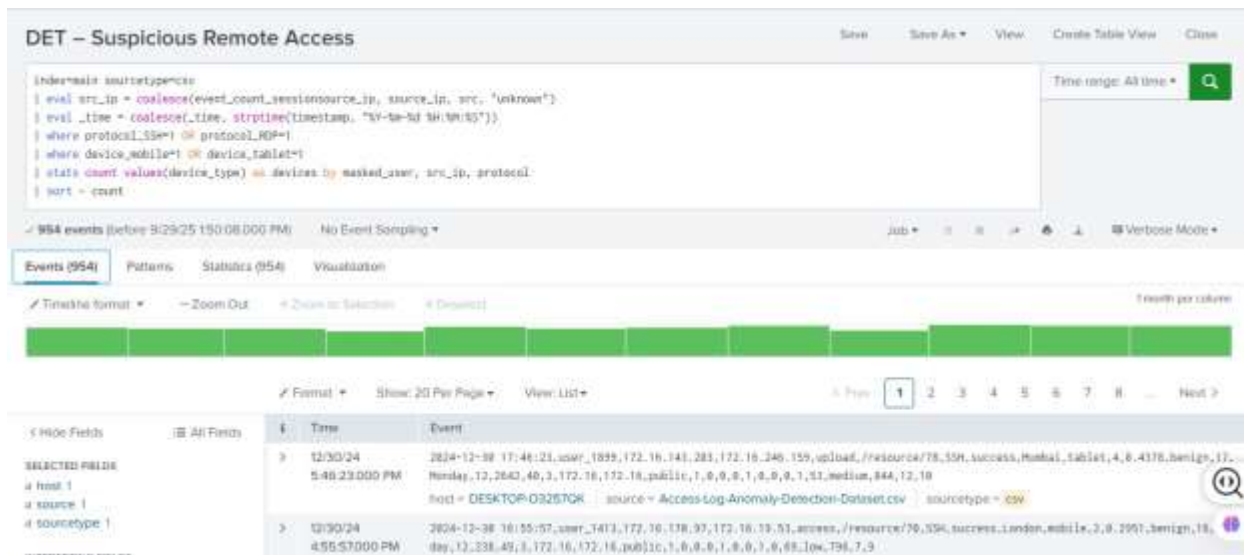 DET – Suspicious Remote Access
Save Save As View Create Table View Close
index=main sourcetype=csv
| eval src_ip = coalesce(event_count_sessionsource_ip, source_ip, src, "unknown")
| eval _time = coalesce(_time, strptime(timestamp, "%Y-%m-%d %H:%M:%S"))
| where protocol_SSH=1 OR protocol_RDP=1
| where device_mobile=1 OR device_tablet=1
| stats count values(device_type) as devices by masked_user, src_ip, protocol
| sort - count
Time range: All time
954 events (before 9/29/25 1:50:08.000 PM) No Event Sampling
Job Verbose Mode
Events (954) Patterns Statistics (954) Visualization
Timeline format — Zoom Out + Zoom to Selection × Deselect
1 month per column
Format Show: 20 Per Page View: List
< Prev 1 2 3 4 5 6 7 8 ... Next >
< Hide Fields All Fields i Time Event
SELECTED FIELDS
a host 1
a source 1
a sourcetype 1
> 12/30/24
5:46:23.000 PM
2024-12-30 17:46:23,user_1899,172.16.141.203,172.16.246.159,upload,/resource/78,SSH,success,Mumbai,tablet,4,0.4378,benign,17,
Monday,12,2642,40,3,172.16,172.16,public,1,0,0,0,1,0,0,0,1,53,medium,844,12,10
host = DESKTOP-O3257QK source = Access-Log-Anomaly-Detection-Dataset.csv sourcetype = csv
> 12/30/24
4:55:57.000 PM
2024-12-30 16:55:57,user_1413,172.16.178.97,172.16.19.51,access,/resource/70,SSH,success,London,mobile,2,0.2951,benign,16,
day,12,238,49,3,172.16,172.16,public,1,0,0,0,1,0,0,1,0,69,low,796,7,9